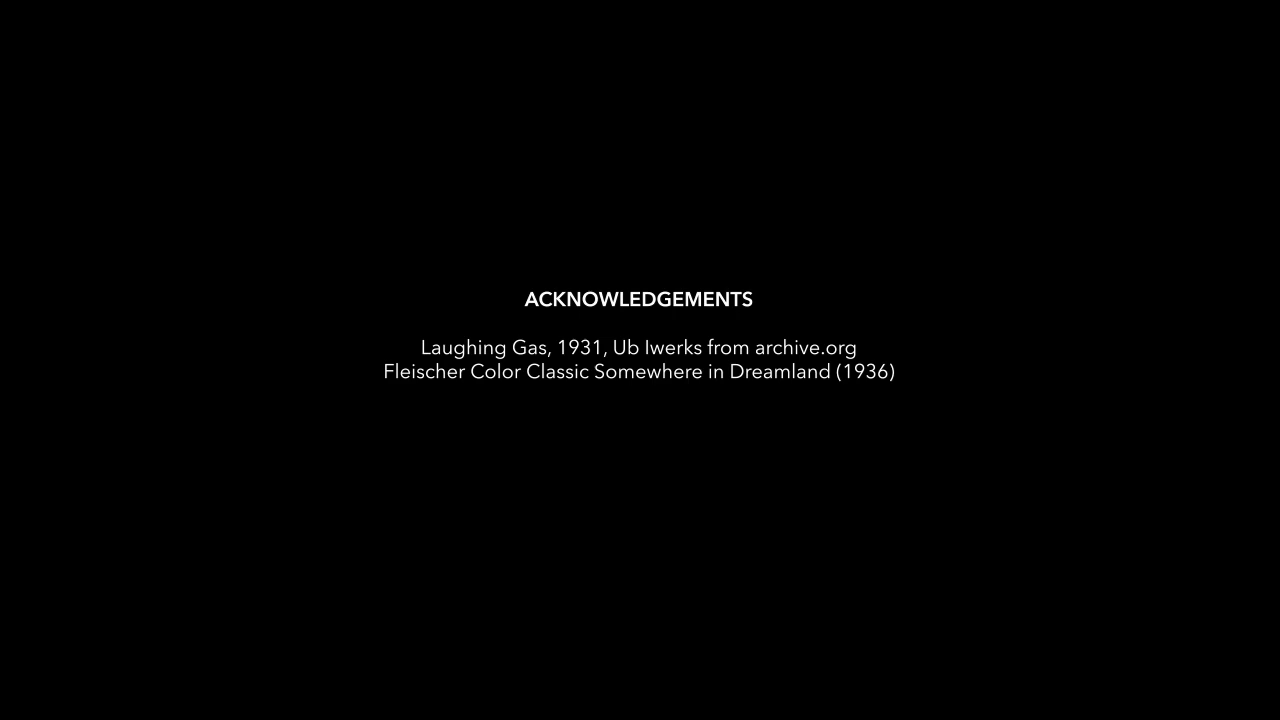 ACKNOWLEDGEMENTS
Laughing Gas, 1931, Ub Iwerks from archive.org
Fleischer Color Classic Somewhere in Dreamland (1936)